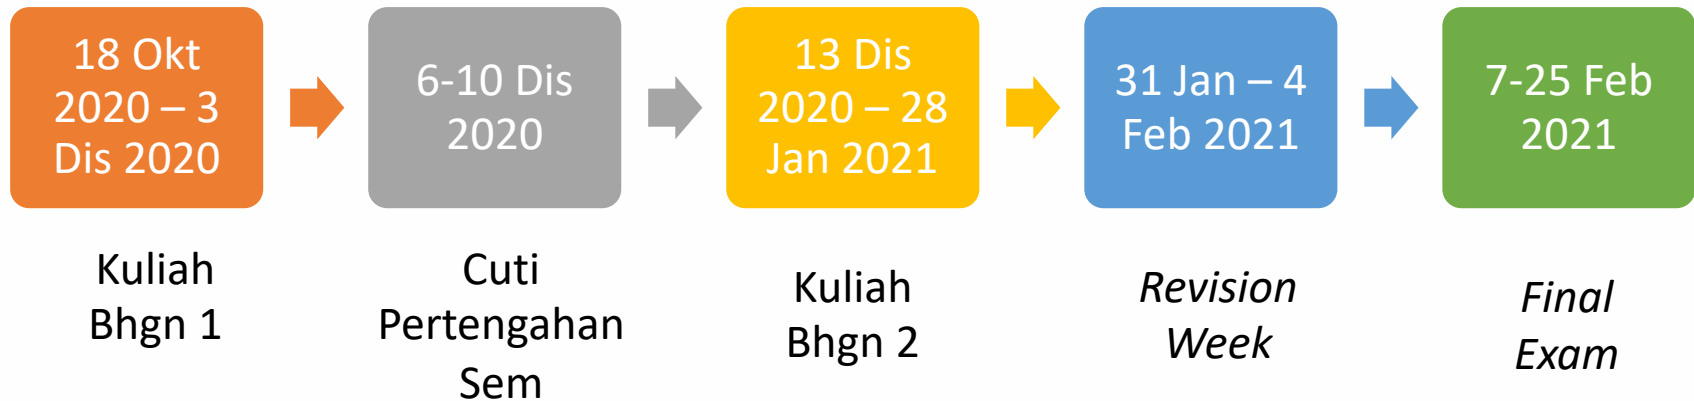 18 Okt
2020 – 3
Dis 2020
6-10 Dis
2020
13 Dis
2020 – 28
Jan 2021
31 Jan – 4
Feb 2021
7-25 Feb
2021
Kuliah
Bhgn 1
Cuti
Pertengahan
Sem
Kuliah
Bhgn 2
Revision
Week
Final
Exam